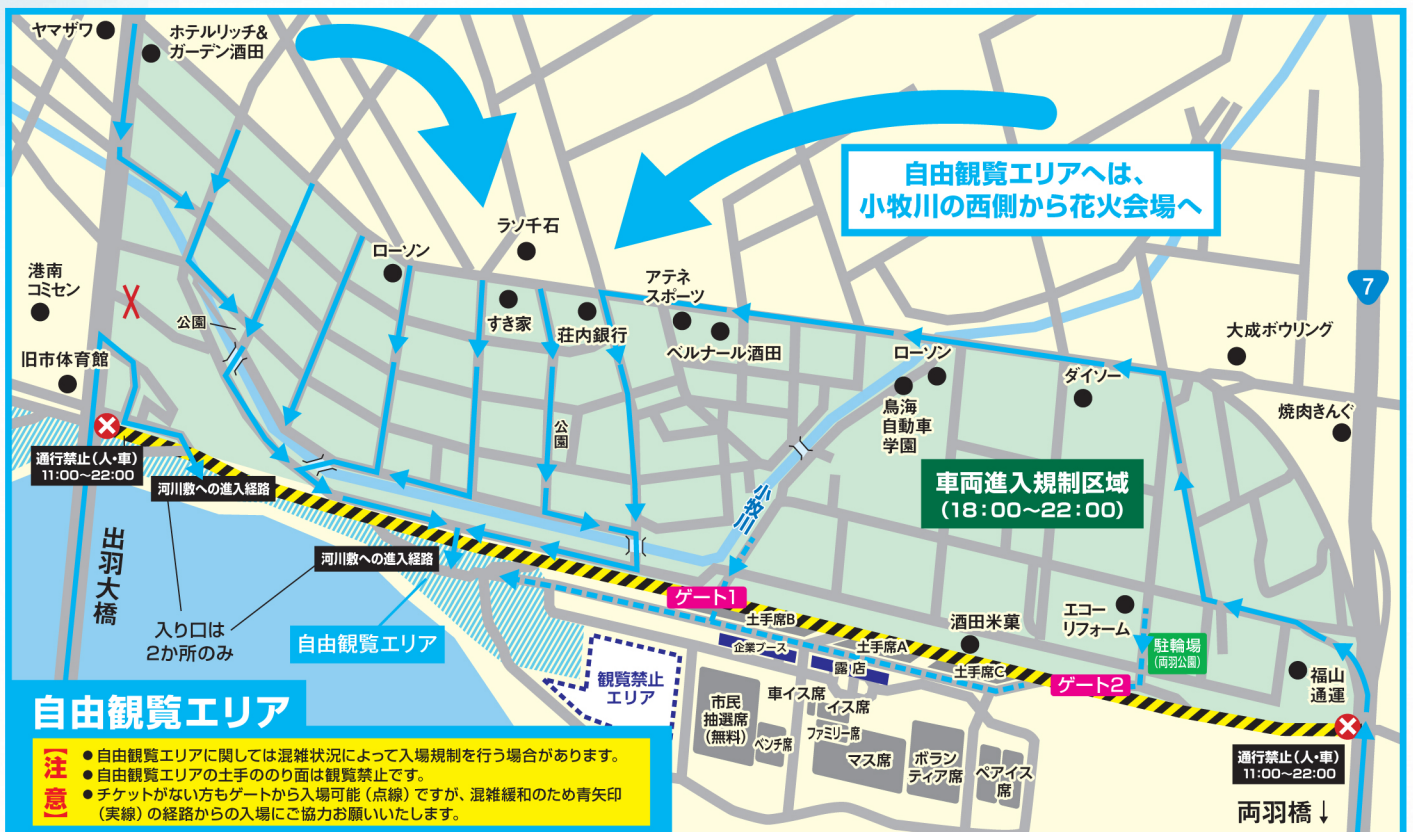 ヤマザワ
ホテルリッチ&
ガーデン酒田
自由観覧エリアへは、
小牧川の西側から花火会場へ
ラソ千石
ローソン
港南
コミセン
アテネ
スポーツ
7
公園
すき家
荘内銀行
ベルナール酒田
ローソン
大成ボウリング
旧市体育館
ダイソー
鳥海
自動車
学園
焼肉きんぐ
公園
通行禁止(人・車)
11:00~22:00
河川敷への進入経路
車両進入規制区域
(18:00~22:00)
小牧川
出羽大橋
河川敷への進入経路
ゲート1
入り口は
2か所のみ
自由観覧エリア
土手席B
企業ブース
土手席A
露店
酒田米菓
土手席C
エコー
リフォーム
駐輪場
(両羽公園)
ゲート2
福山
通運
観覧禁止
エリア
市民
抽選席
(無料)
車イス席
イス席
ベンチ席
ファミリー席
マス席
ボラン
ティア席
ペアイス
席
通行禁止(人・車)
11:00~22:00
両羽橋↓
自由観覧エリア
【注意】
●自由観覧エリアに関しては混雑状況によって入場規制を行う場合があります。
●自由観覧エリアの土手ののり面は観覧禁止です。
●チケットがない方もゲートから入場可能(点線)ですが、混雑緩和のため青矢印
(実線)の経路からの入場にご協力お願いいたします。